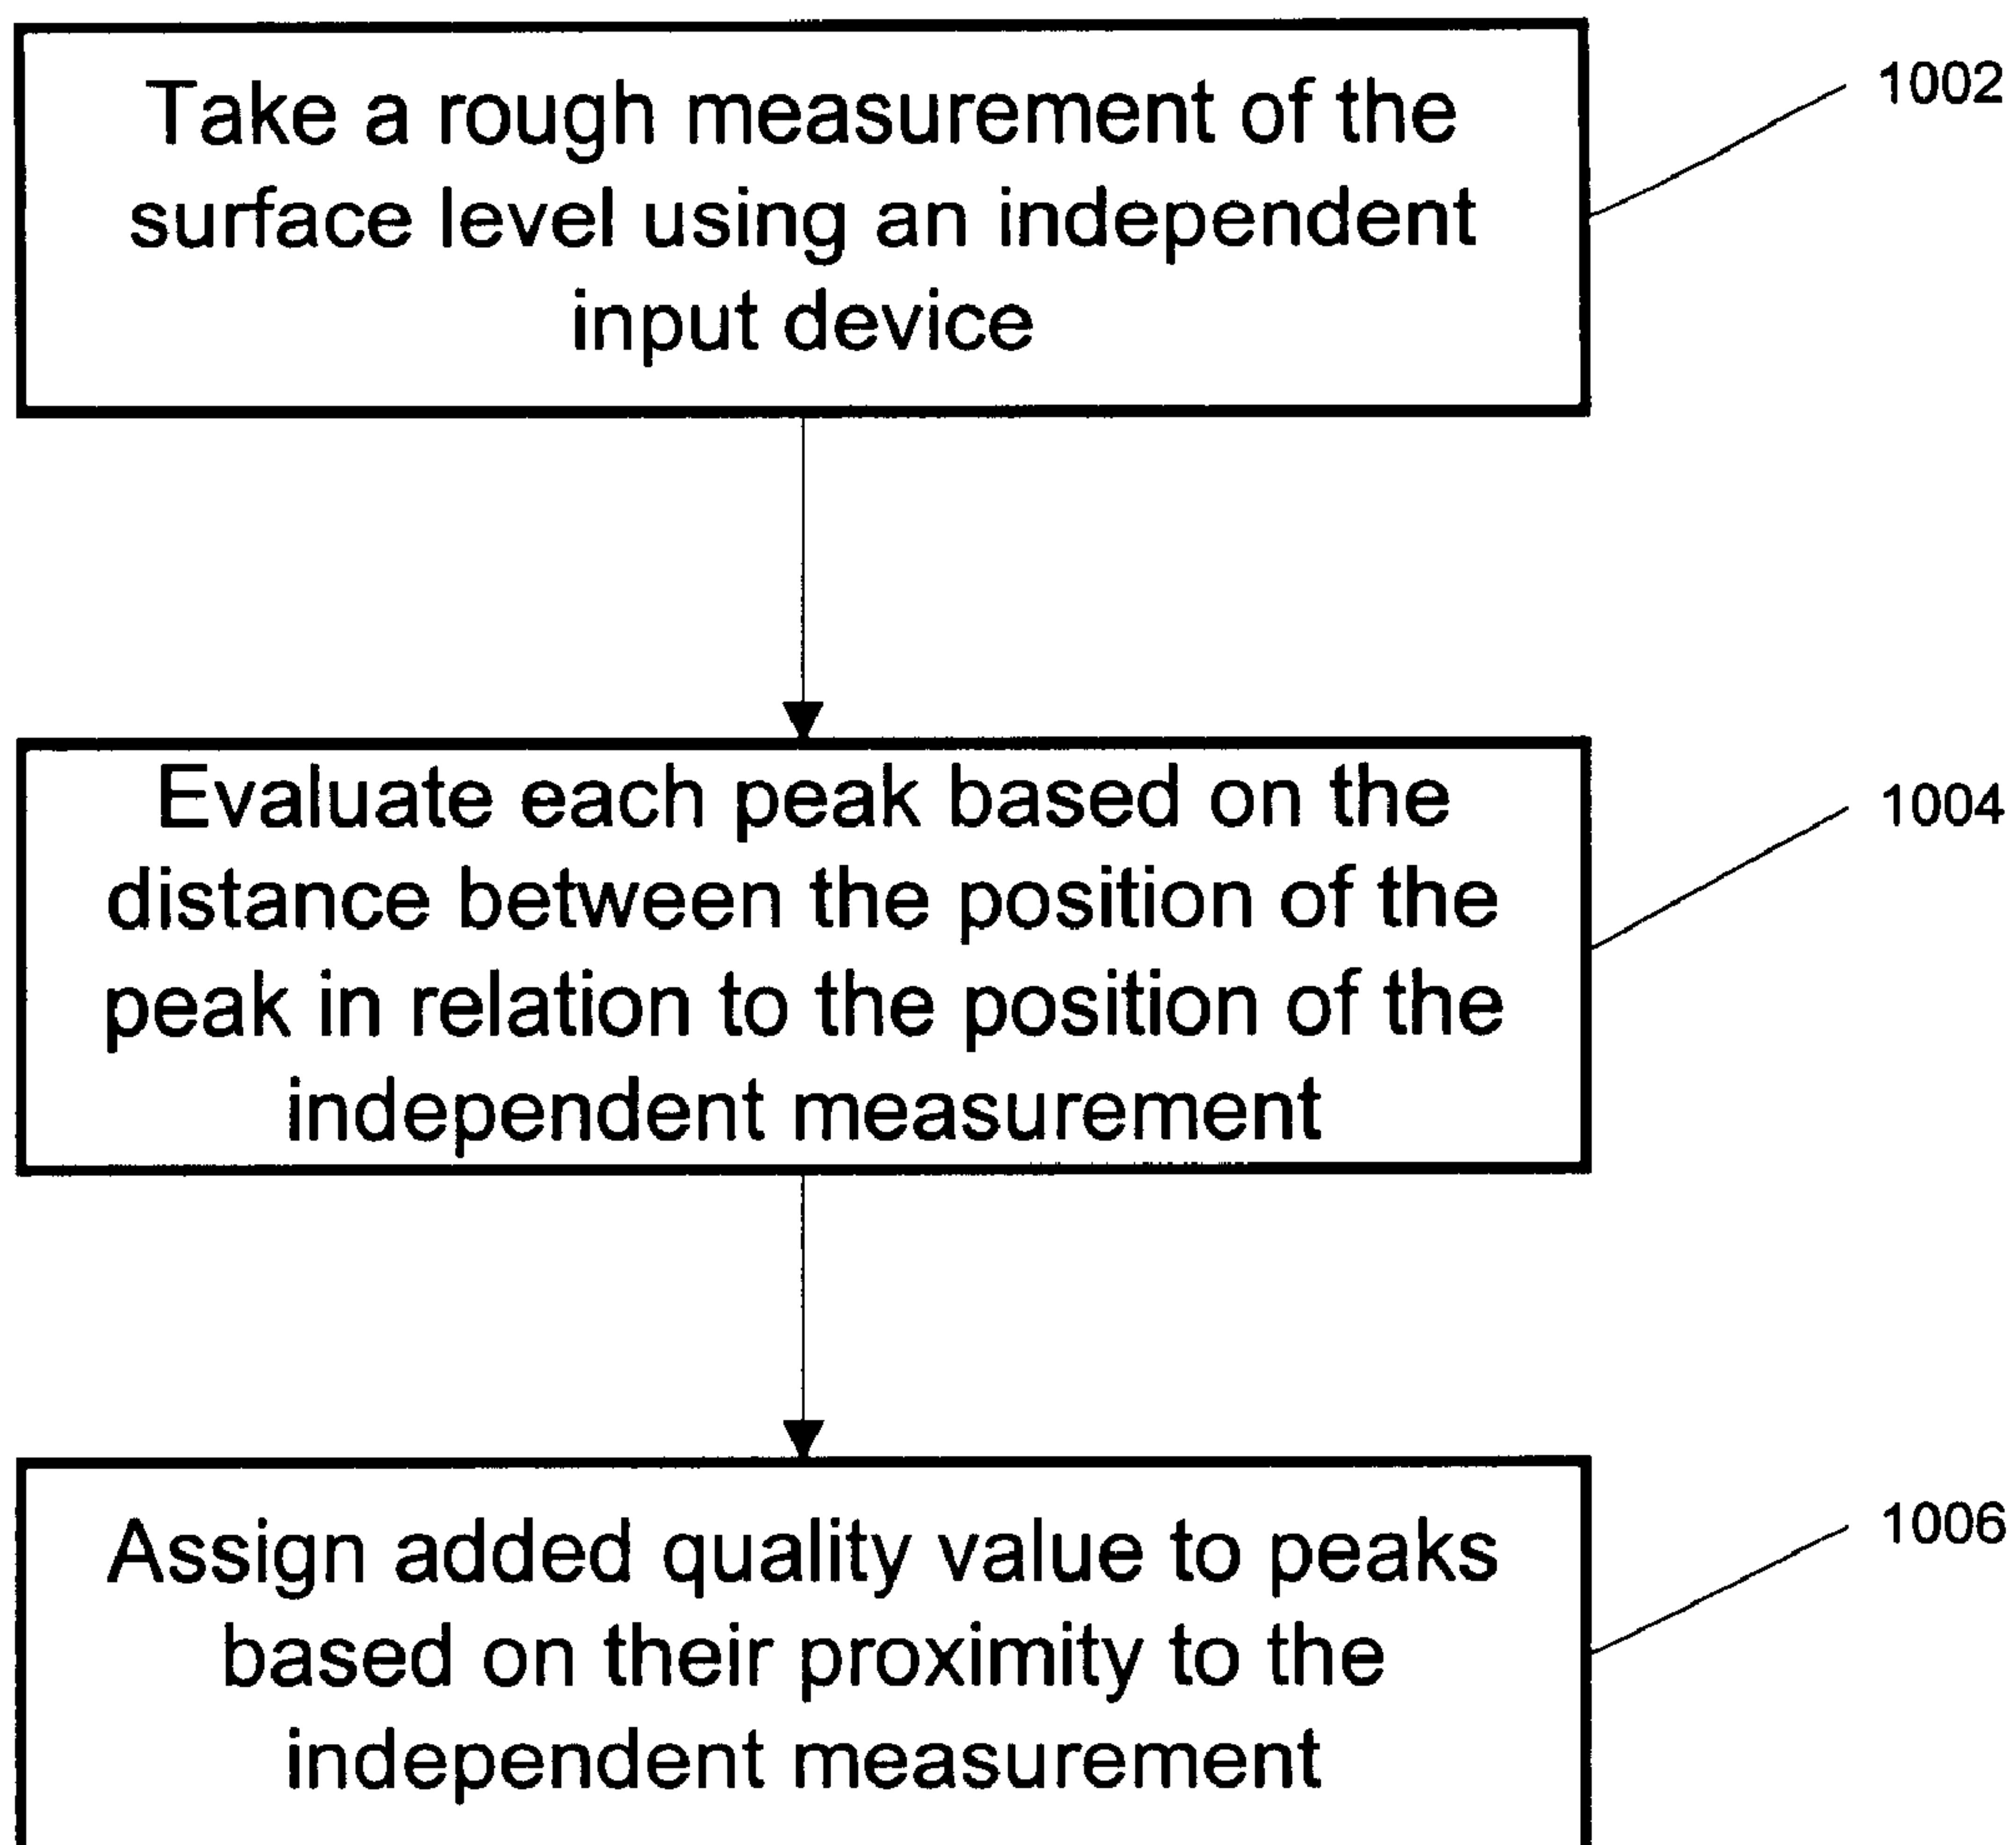 Take a rough measurement of the
surface level using an independent
input device
1002
Evaluate each peak based on the
distance between the position of the
peak in relation to the position of the
independent measurement
1004
Assign added quality value to peaks
based on their proximity to the
independent measurement
1006